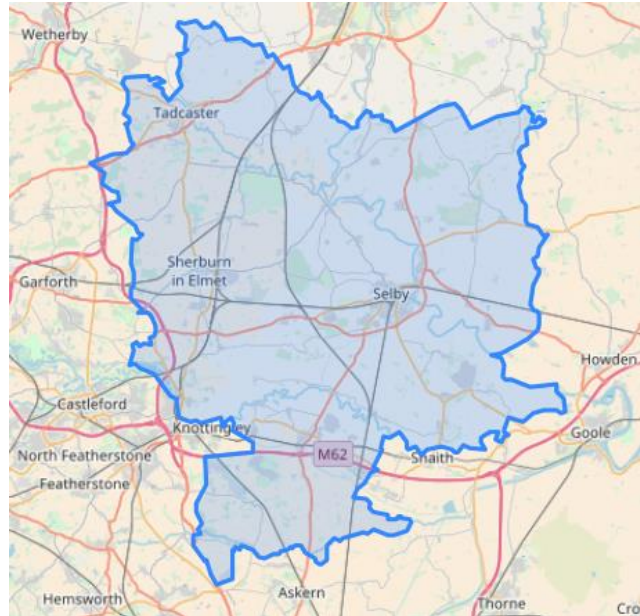 Wetherby
Tadcaster
Sherburn
in Elmet
Garforth
Selby
Howden
Castleford
Knottingley
Goole
North Featherstone
M62
Snaith
Featherstone
Hemsworth
Askern
Thorne